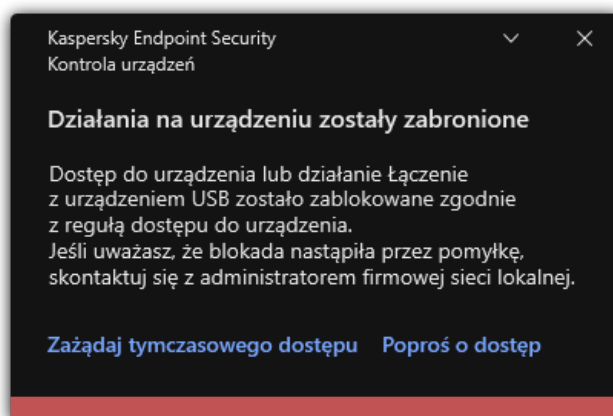 Kaspersky Endpoint Security
Kontrola urządzeń
Działania na urządzeniu zostały zabronione
Dostęp do urządzenia lub działanie Łączenie
z urządzeniem USB zostało zablokowane zgodnie
z regułą dostępu do urządzenia.
Jeśli uważasz, że blokada nastąpiła przez pomyłkę,
skontaktuj się z administratorem firmowej sieci lokalnej.
Zażądaj tymczasowego dostępu Poproś o dostęp